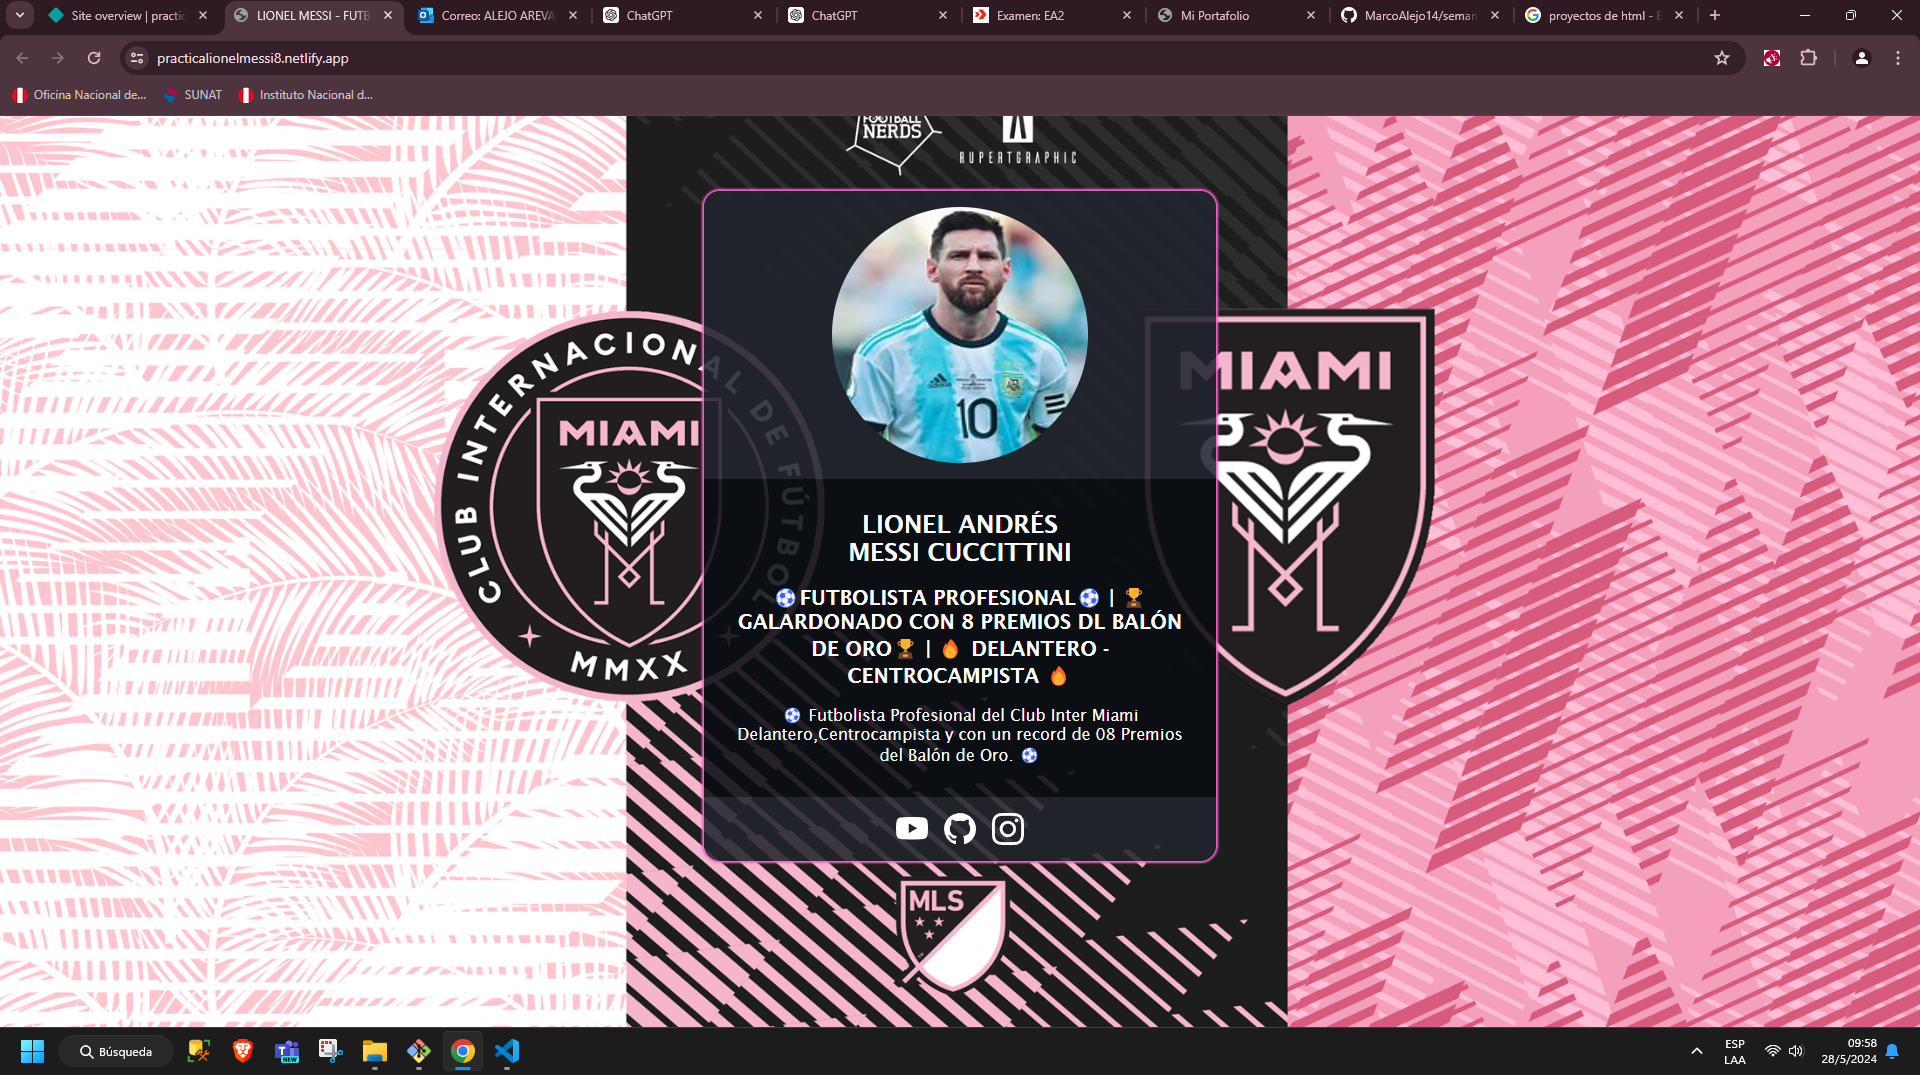 Site overview | practic
LIONEL MESSI - FUTB
Correo: ALEJO AREVA
ChatGPT
ChatGPT
Examen: EA2
Mi Portafolio
MarcoAlejo14/seman
proyectos de html - B
practicalionelmessi8.netlify.app
Oficina Nacional de...
SUNAT
Instituto Nacional d...
FOOTBALL
NERDS
RUPERTGRAPHIC
CLUB INTERNACIONAL DE FÚTBOL
MIAMI
MMXX
MIAMI
10
LIONEL ANDRÉS
MESSI CUCCITTINI
⚽FUTBOLISTA PROFESIONAL⚽ | 🏆
GALARDONADO CON 8 PREMIOS DL BALÓN
DE ORO🏆 | 🔥 DELANTERO -
CENTROCAMPISTA 🔥
⚽ Futbolista Profesional del Club Inter Miami
Delantero,Centrocampista y con un record de 08 Premios
del Balón de Oro. ⚽
MLS
Búsqueda
NEW
ESP
LAA
09:58
28/5/2024